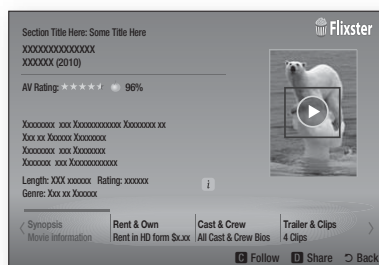 Section Title Here: Some Title Here
Flixster
XXXXXXXXXXXXXX
XXXXXX (2010)
AV Rating: 96%
Xxxxxxxx xxx Xxxxxxxxxxxx Xxxxxxxx xx
Xxx xx Xxxxxx Xxxxxxxx
Xxxxxxxx xxx Xxxxxxxx
Xxxxxxx xxx Xxxxxxxxxxxx
Length: XXX xxxxxx Rating: xxxxxx
Genre: Xxx xx Xxxxxx
i
Synopsis
Movie Information
Rent & Own
Rent in HD form $x.xx
Cast & Crew
All Cast & Crew Bios
Trailer & Clips
4 Clips
C Follow D Share Back